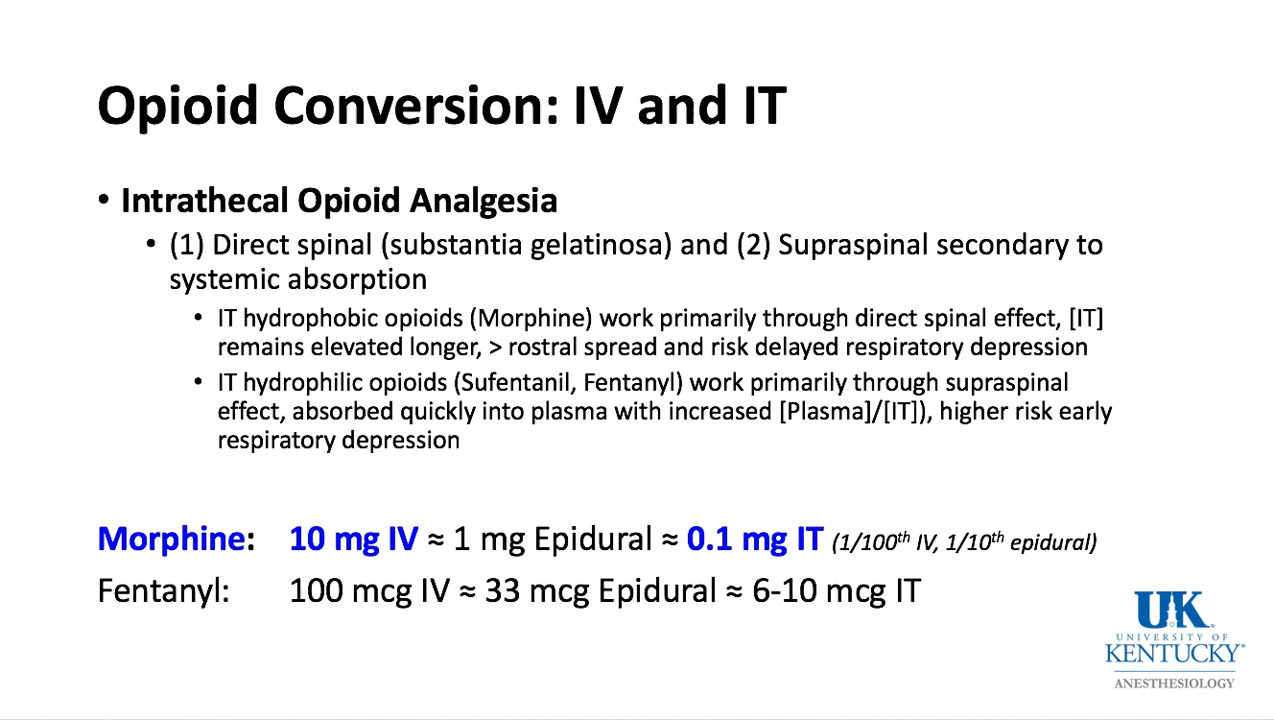 Opioid Conversion: IV and IT
• Intrathecal Opioid Analgesia
• (1) Direct spinal (substantia gelatinosa) and (2) Supraspinal secondary to
systemic absorption
• IT hydrophobic opioids (Morphine) work primarily through direct spinal effect, [IT]
remains elevated longer, > rostral spread and risk delayed respiratory depression
• IT hydrophilic opioids (Sufentanil, Fentanyl) work primarily through supraspinal
effect, absorbed quickly into plasma with increased [Plasma]/[IT]), higher risk early
respiratory depression
Morphine: 10 mg IV ≈ 1 mg Epidural ≈ 0.1 mg IT (1/100th IV, 1/10th epidural)
Fentanyl: 100 mcg IV ≈ 33 mcg Epidural ≈ 6-10 mcg IT
UK
UNIVERSITY OF
KENTUCKY®
ANESTHESIOLOGY